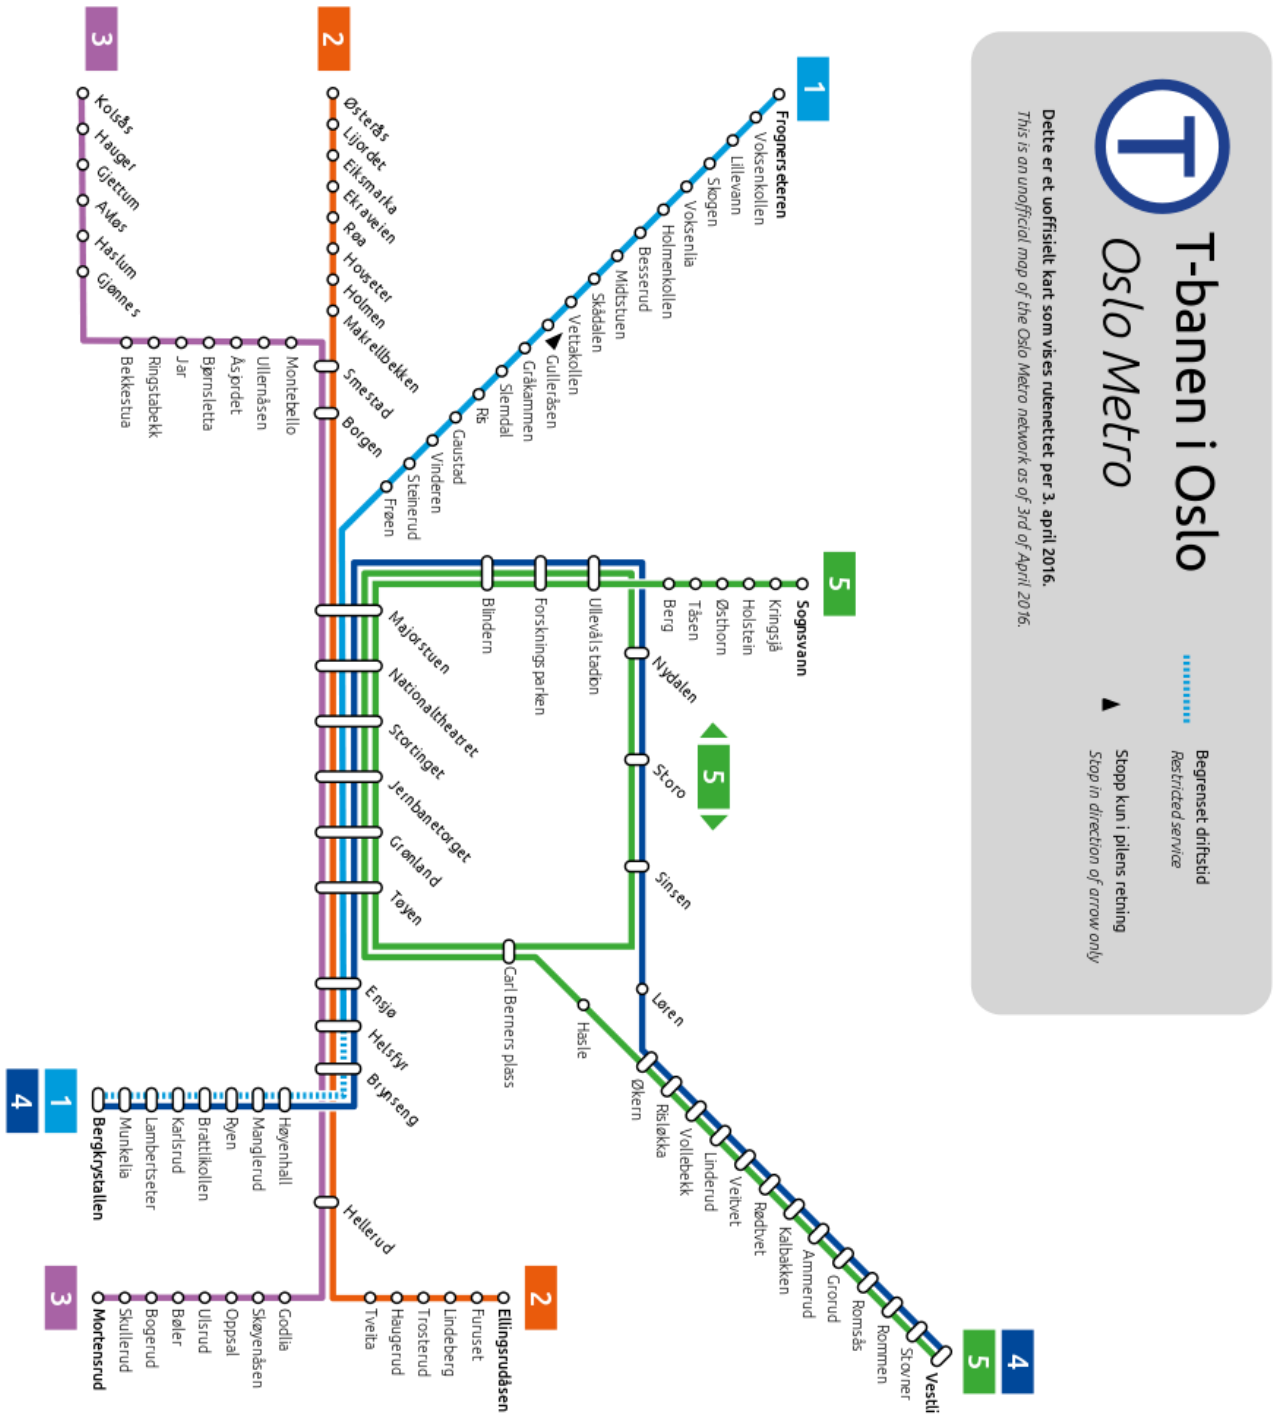 T
T-banen i Oslo
Oslo Metro
Dette er et uoffisielt kart som vises rutenettet per 3. april 2016.
This is an unofficial map of the Oslo Metro network as of 3rd of April 2016.
Begrenset driftstid
Restricted service
Stopp kun i pilens retning
Stop in direction of arrow only
1
Frognerseteren
Voksenkollen
Lillevann
Skogen
Voksenlia
Holmenkollen
Besserud
Midtstuen
Skådalen
Vettakollen
Gulleråsen
Gråkammen
Slemdal
Ris
Gaustad
Vinderen
Steinerud
Frøen
2
Østerås
Lijordet
Eiksmarka
Ekraveien
Røa
Hovseter
Holmen
Makrellbekken
Smestad
Borgen
3
Kolsås
Hauger
Gjettum
Avløs
Haslum
Gjønnes
Bekkestua
Ringstabekk
Jar
Bjørnsletta
Åsjordet
Ullernåsen
Montebello
5
Sognsvann
Kringsjå
Holstein
Østhorn
Tåsen
Berg
Ullevål stadion
Forskningsparken
Blindern
Majorstuen
Nationaltheatret
Stortinget
Jernbanetorget
Grønland
Tøyen
Nydalen
Storo
Sinsen
5
Løren
Carl Berners plass
Hasle
Økern
Risløkka
Vollebekk
Linderud
Veitvet
Rødtvet
Kalbakken
Ammerud
Grorud
Romsås
Rommen
Stovner
Vestli
4
5
Ensjø
Helsfyr
Brynseng
Høyenhall
Manglerud
Ryen
Brattlikollen
Karlsrud
Lambertseter
Munkelia
Bergkrystallen
1
4
Hellerud
Tveita
Haugerud
Trosterud
Lindeberg
Furuset
Ellingsrudåsen
2
Godlia
Skøyenåsen
Oppsal
Ulsrud
Bøler
Bogerud
Skullerud
Mortensrud
3